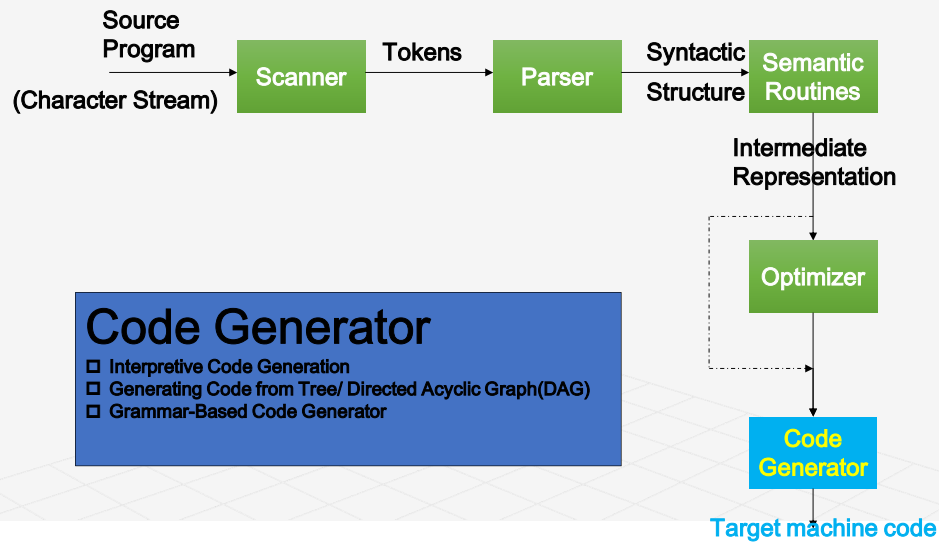 Source
Program
(Character Stream)
Scanner
Tokens
Parser
Syntactic
Structure
Semantic
Routines
Intermediate
Representation
Optimizer
Code Generator
Interpretive Code Generation
Generating Code from Tree/ Directed Acyclic Graph(DAG)
Grammar-Based Code Generator
Code
Generator
Target machine code